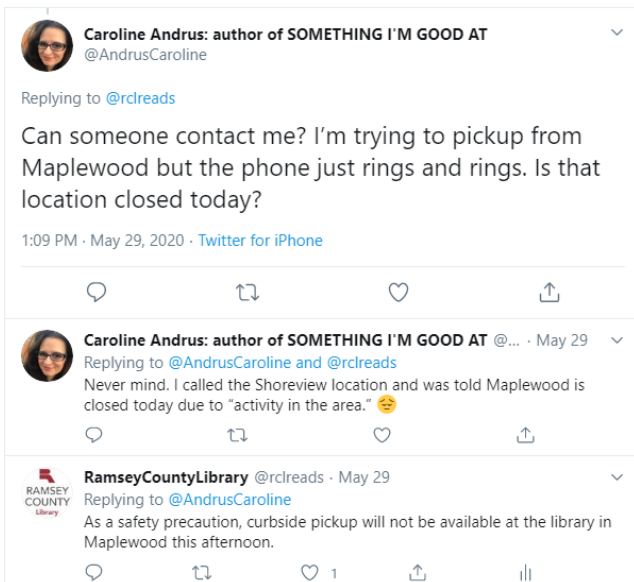 Caroline Andrus: author of SOMETHING I'M GOOD AT
@AndrusCaroline
Replying to @rclreads
Can someone contact me? I’m trying to pickup from
Maplewood but the phone just rings and rings. Is that
location closed today?
1:09 PM · May 29, 2020 · Twitter for iPhone
Caroline Andrus: author of SOMETHING I'M GOOD AT @... · May 29
Replying to @AndrusCaroline and @rclreads
Never mind. I called the Shoreview location and was told Maplewood is
closed today due to “activity in the area.” 😔
RAMSEY
COUNTY
Library
RamseyCountyLibrary @rclreads · May 29
Replying to @AndrusCaroline
As a safety precaution, curbside pickup will not be available at the library in
Maplewood this afternoon.
1